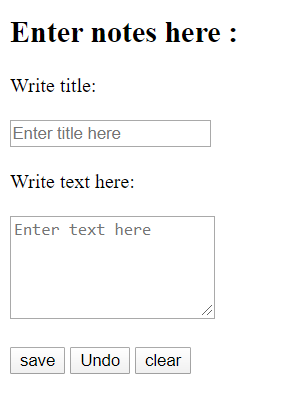 Enter notes here :
Write title:
Enter title here
Write text here:
Enter text here
save Undo clear